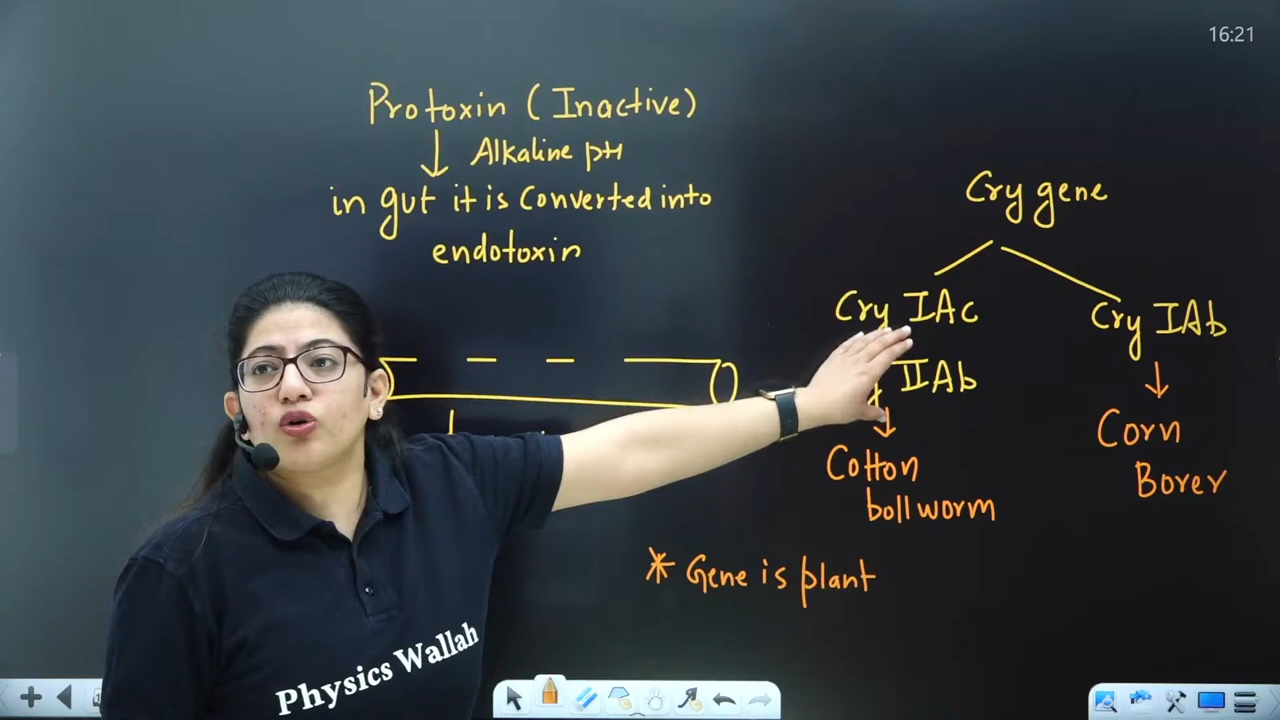 16:21
Protoxin (Inactive)
Alkaline pH
in gut it is Converted into
endotoxin
Cry gene
Cry IAc
IIAb
Cotton
bollworm
Cry IAb
Corn
Borer
* Gene is plant
Physics Wallah